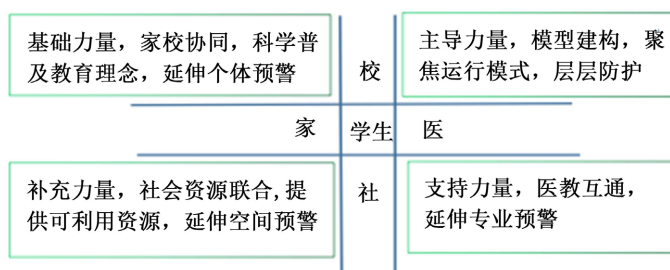 基础力量，家校协同，科学普
及教育理念，延伸个体预警
校
主导力量，模型建构，聚
焦运行模式，层层防护
家
学生
医
补充力量，社会资源联合,提
供可利用资源，延伸空间预警
社
支持力量，医教互通，
延伸专业预警